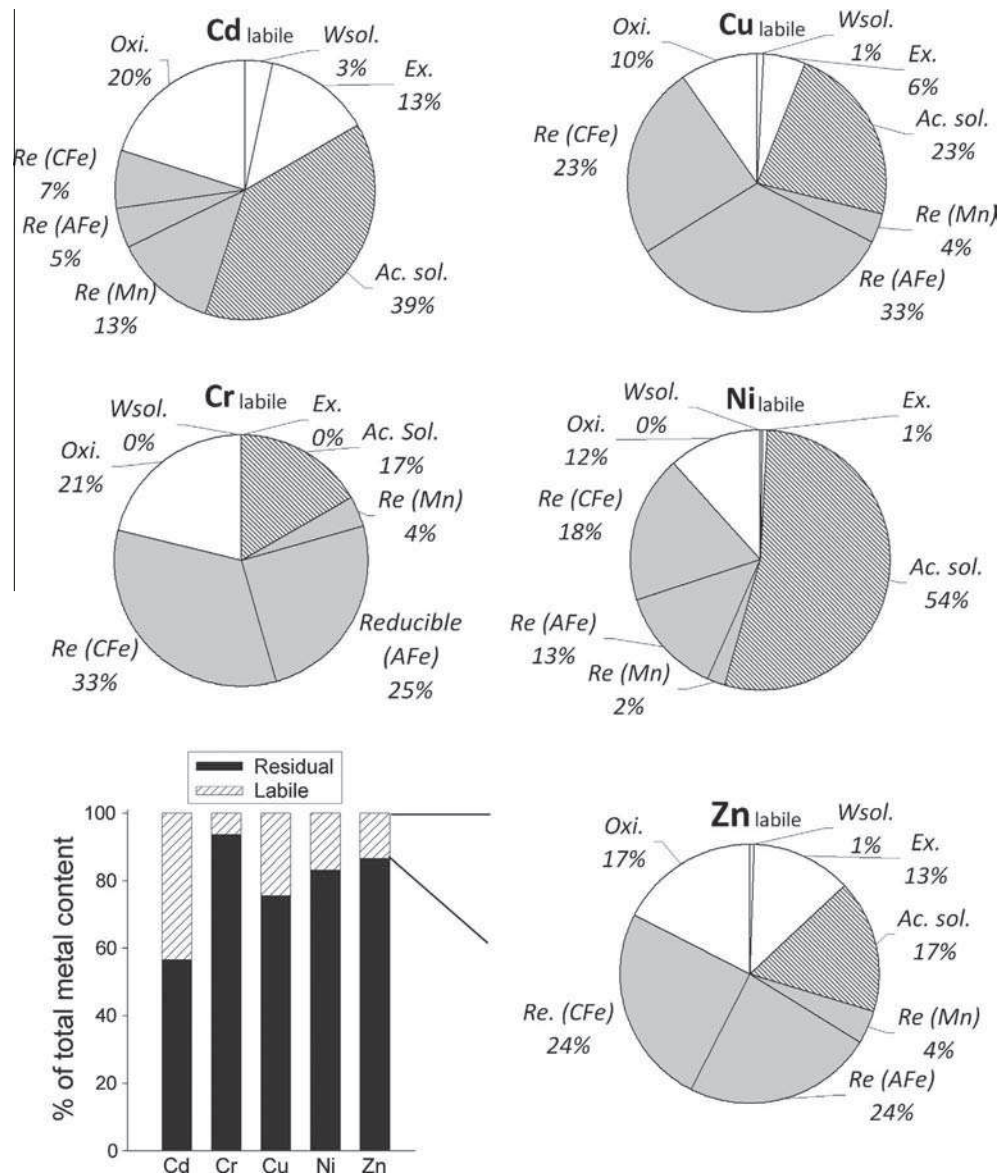 Cd labile
Oxi.
20%
Wsol.
3%
Ex.
13%
Ac. sol.
39%
Re (Mn)
13%
Re (AFe)
5%
Re (CFe)
7%
Cu labile
Oxi.
10%
Wsol.
1%
Ex.
6%
Ac. sol.
23%
Re (Mn)
4%
Re (AFe)
33%
Re (CFe)
23%
Cr labile
Wsol.
0%
Ex.
0%
Ac. Sol.
17%
Re (Mn)
4%
Reducible
(AFe)
25%
Re (CFe)
33%
Oxi.
21%
Ni labile
Wsol.
0%
Ex.
1%
Ac. sol.
54%
Re (Mn)
2%
Re (AFe)
13%
Re (CFe)
18%
Oxi.
12%
Residual
Labile
% of total metal content
100
80
60
40
20
0
Cd Cr Cu Ni Zn
Zn labile
Oxi.
17%
Wsol.
1%
Ex.
13%
Ac. sol.
17%
Re (Mn)
4%
Re (AFe)
24%
Re. (CFe)
24%